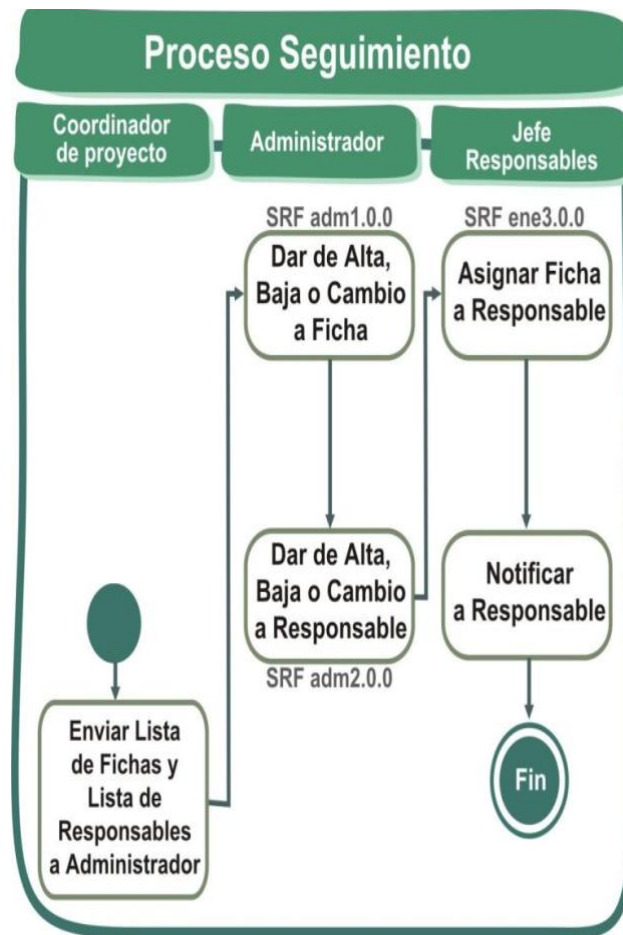 Proceso Seguimiento
Coordinador
de proyecto
Administrador
Jefe
Responsables
SRF adm1.0.0
Dar de Alta,
Baja o Cambio
a Ficha
SRF ene3.0.0
Asignar Ficha
a Responsable
Dar de Alta,
Baja o Cambio
a Responsable
SRF adm2.0.0
Notificar
a Responsable
Enviar Lista
de Fichas y
Lista de
Responsables
a Administrador
Fin